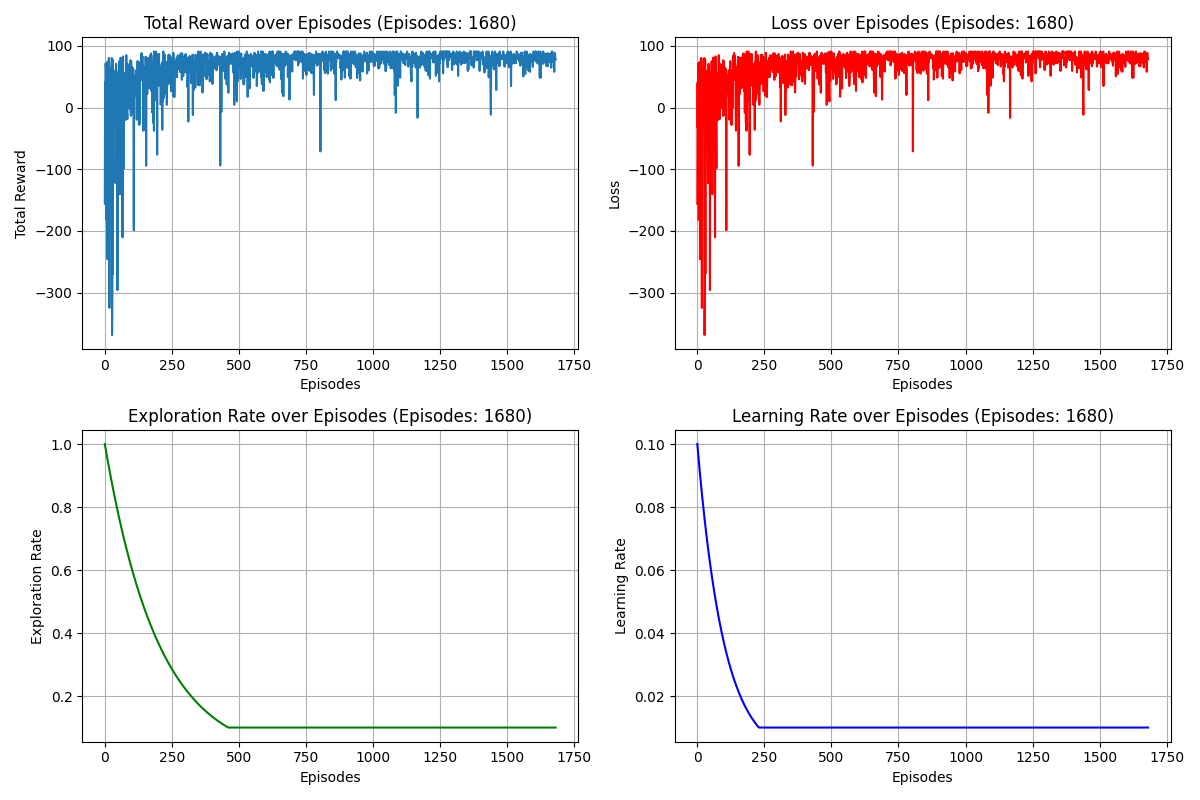 Total Reward over Episodes (Episodes: 1680)
100
0
−100
−200
−300
Total Reward
0 250 500 750 1000 1250 1500 1750
Episodes
Loss over Episodes (Episodes: 1680)
100
0
−100
−200
−300
Loss
0 250 500 750 1000 1250 1500 1750
Episodes
Exploration Rate over Episodes (Episodes: 1680)
1.0
0.8
0.6
0.4
0.2
Exploration Rate
0 250 500 750 1000 1250 1500 1750
Episodes
Learning Rate over Episodes (Episodes: 1680)
0.10
0.08
0.06
0.04
0.02
Learning Rate
0 250 500 750 1000 1250 1500 1750
Episodes